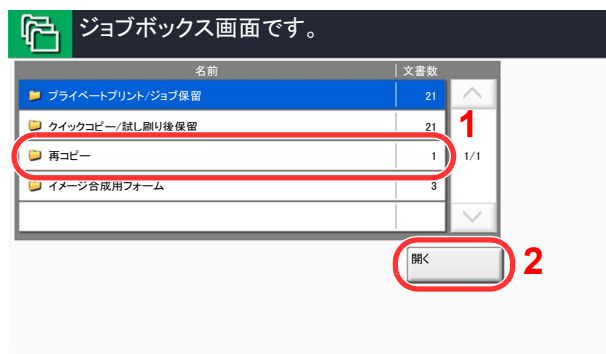 ジョブボックス画面です。
名前 文書数
プライベートプリント/ジョブ保留 21
クイックコピー/試し刷り後保留 21
1
再コピー 1 1/1
イメージ合成用フォーム 3
開く 2